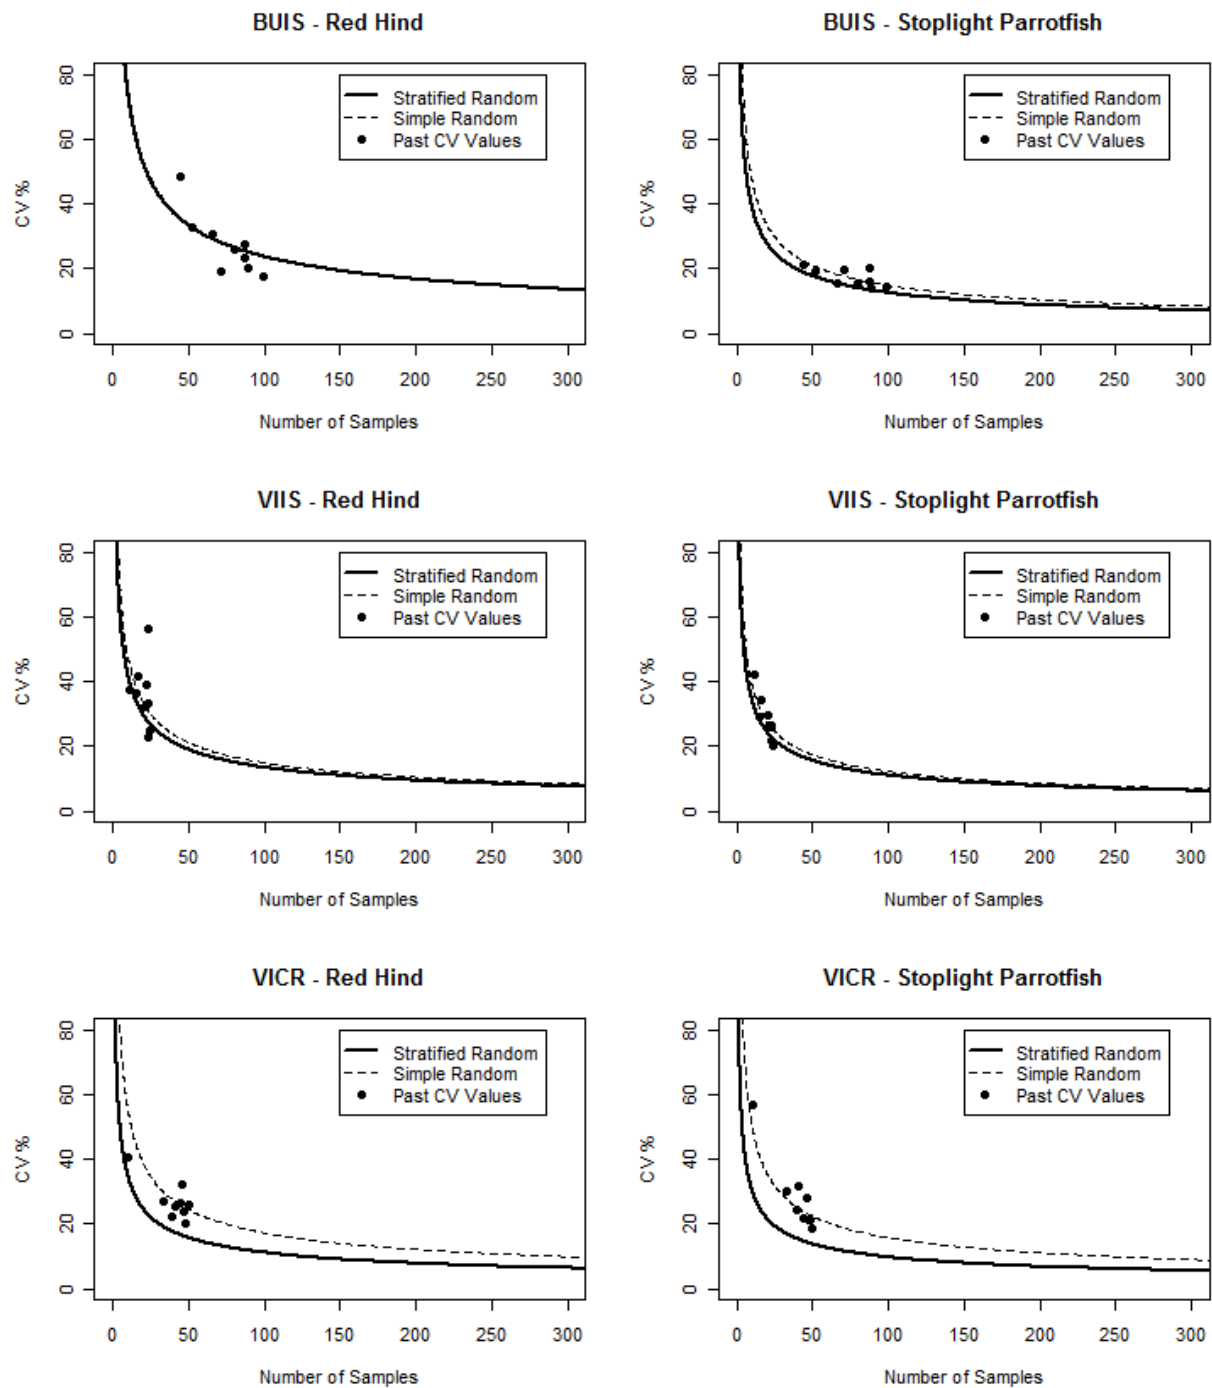 BUIS - Red Hind
Stratified Random
Simple Random
Past CV Values
CV %
0 20 40 60 80
0 50 100 150 200 250 300
Number of Samples
BUIS - Stoplight Parrotfish
Stratified Random
Simple Random
Past CV Values
CV %
0 20 40 60 80
0 50 100 150 200 250 300
Number of Samples
VIIS - Red Hind
Stratified Random
Simple Random
Past CV Values
CV %
0 20 40 60 80
0 50 100 150 200 250 300
Number of Samples
VIIS - Stoplight Parrotfish
Stratified Random
Simple Random
Past CV Values
CV %
0 20 40 60 80
0 50 100 150 200 250 300
Number of Samples
VICR - Red Hind
Stratified Random
Simple Random
Past CV Values
CV %
0 20 40 60 80
0 50 100 150 200 250 300
Number of Samples
VICR - Stoplight Parrotfish
Stratified Random
Simple Random
Past CV Values
CV %
0 20 40 60 80
0 50 100 150 200 250 300
Number of Samples